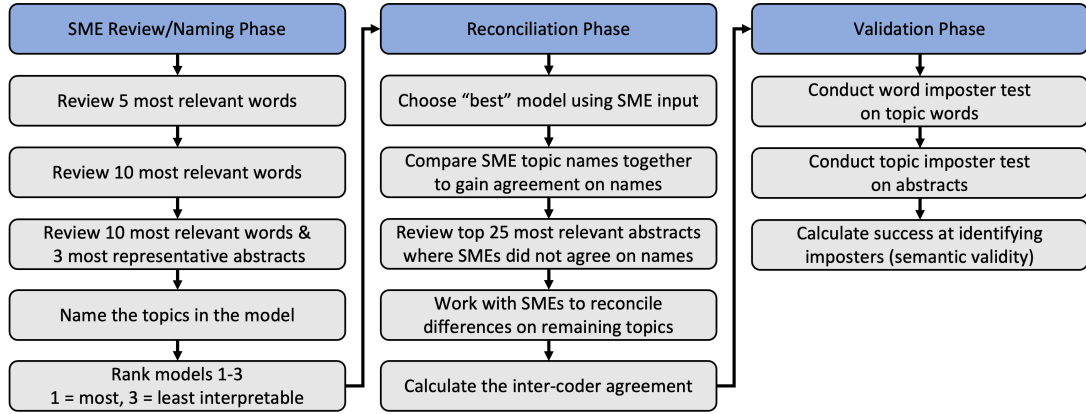 SME Review/Naming Phase
Review 5 most relevant words
Review 10 most relevant words
Review 10 most relevant words &
3 most representative abstracts
Name the topics in the model
Rank models 1-3
1 = most, 3 = least interpretable
Reconciliation Phase
Choose “best” model using SME input
Compare SME topic names together
to gain agreement on names
Review top 25 most relevant abstracts
where SMEs did not agree on names
Work with SMEs to reconcile
differences on remaining topics
Calculate the inter-coder agreement
Validation Phase
Conduct word imposter test
on topic words
Conduct topic imposter test
on abstracts
Calculate success at identifying
imposters (semantic validity)